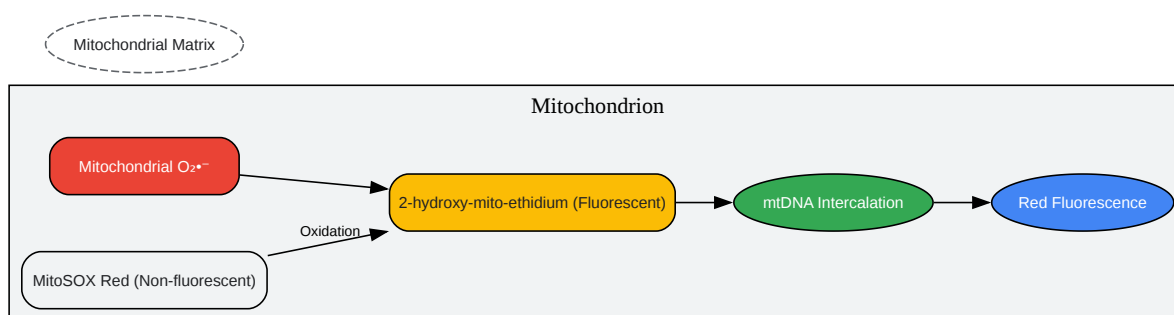 Mitochondrial Matrix
Mitochondrion
Mitochondrial O₂•⁻
2-hydroxy-mito-ethidium (Fluorescent)
mtDNA Intercalation
Red Fluorescence
Oxidation
MitoSOX Red (Non-fluorescent)